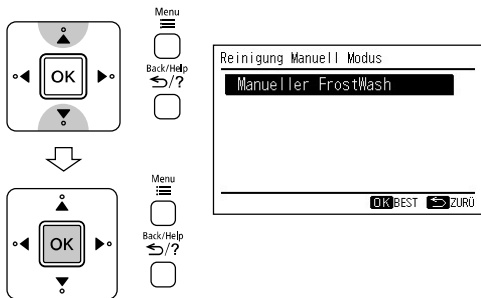 Menu
OK
Back/Help
/?
Reinigung Manuell Modus
Manueller FrostWash
OK BEST ZURÜ
Menu
OK
Back/Help
/?